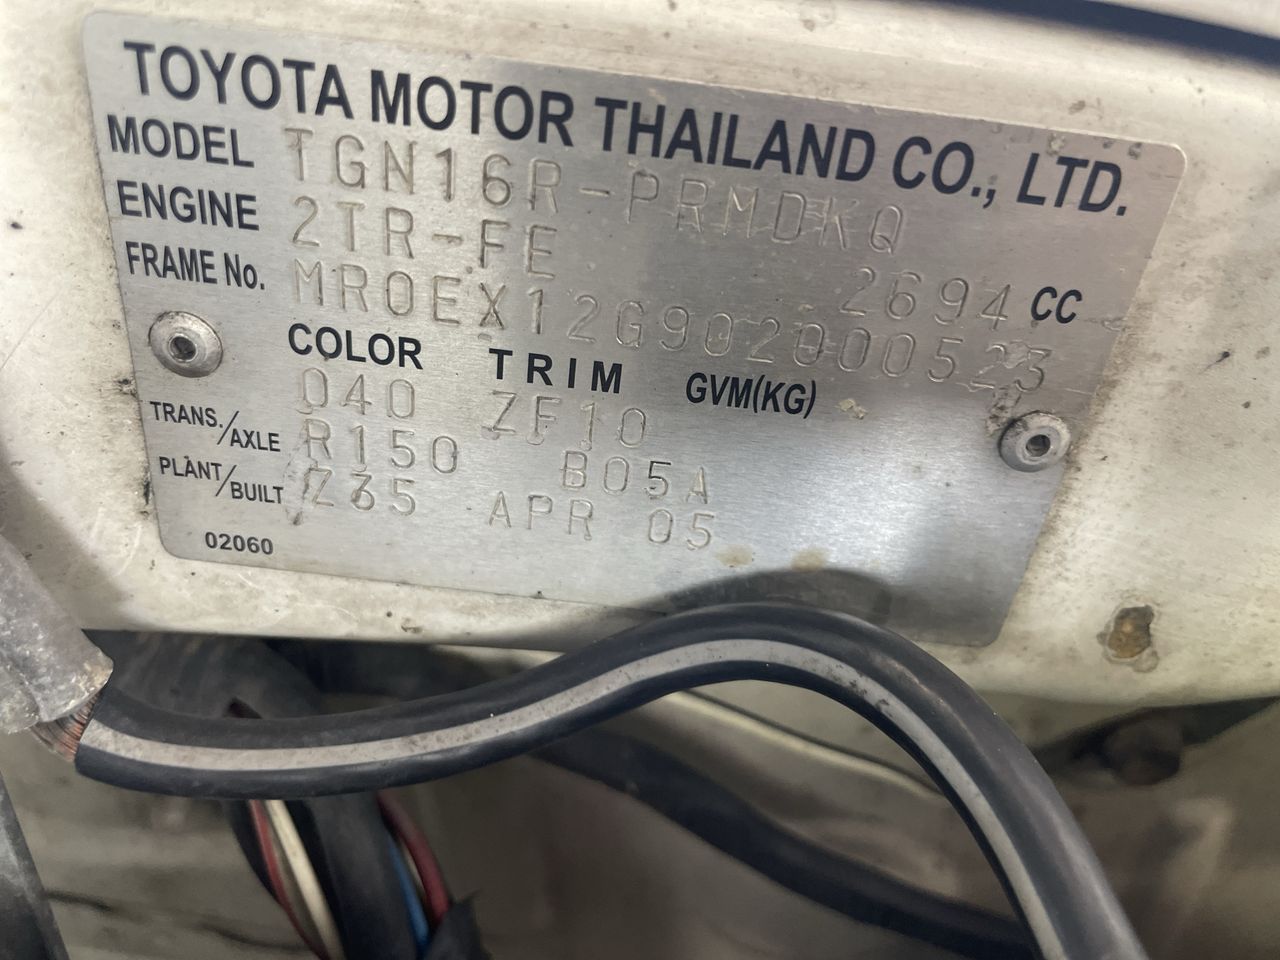 TOYOTA MOTOR THAILAND CO., LTD.
MODEL TGN16R-PRMDKQ
ENGINE 2TR-FE 2694 CC
FRAME No. MR0EX12G902000523
COLOR TRIM GVM(KG)
040 ZF10
TRANS./AXLE R150 B05A
PLANT/BUILT Z65 APR 05
02060